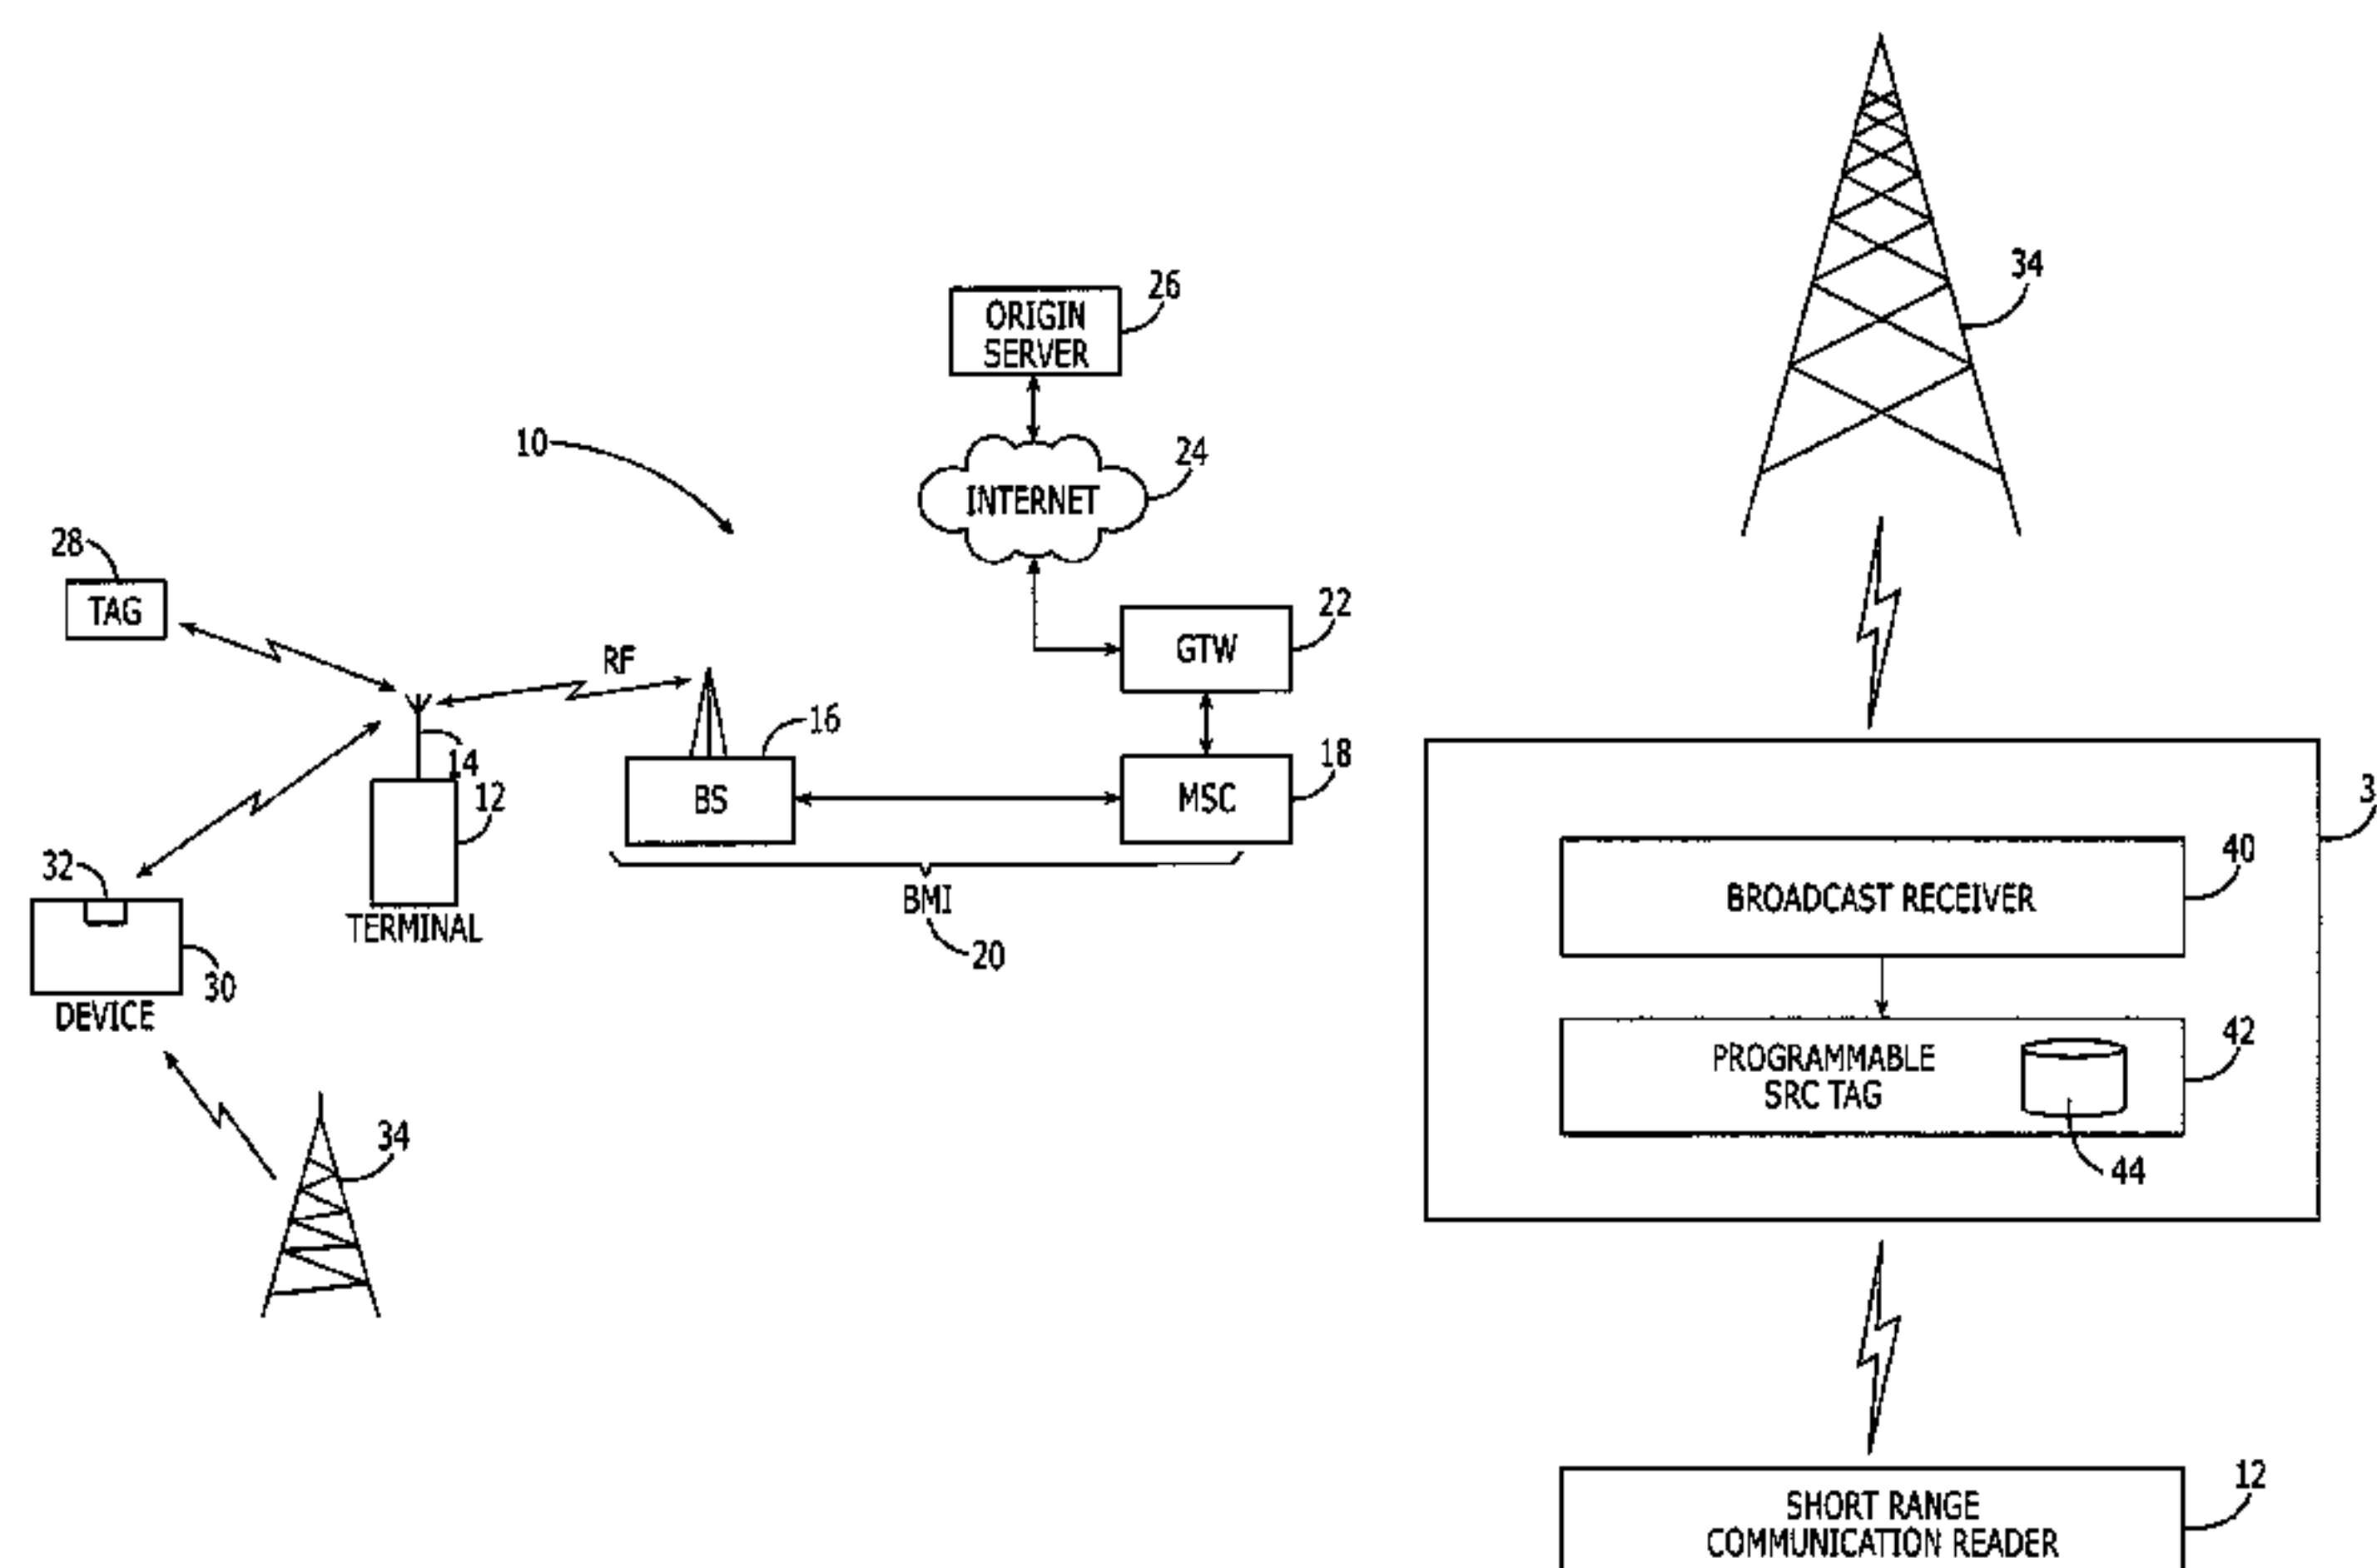 ORIGIN
SERVER
26
10
INTERNET
24
28
TAG
RF
GTW
22
14
12
TERMINAL
16
BS
MSC
18
BMI
20
32
30
DEVICE
34
34
3
BROADCAST RECEIVER
40
PROGRAMMABLE
SRC TAG
42
44
SHORT RANGE
COMMUNICATION READER
12